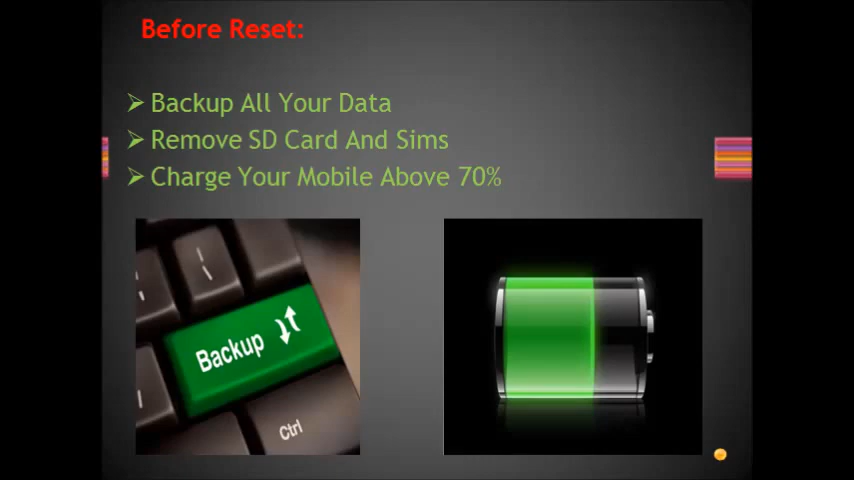 Before Reset:
Backup All Your Data
Remove SD Card And Sims
Charge Your Mobile Above 70%
Backup
Ctrl